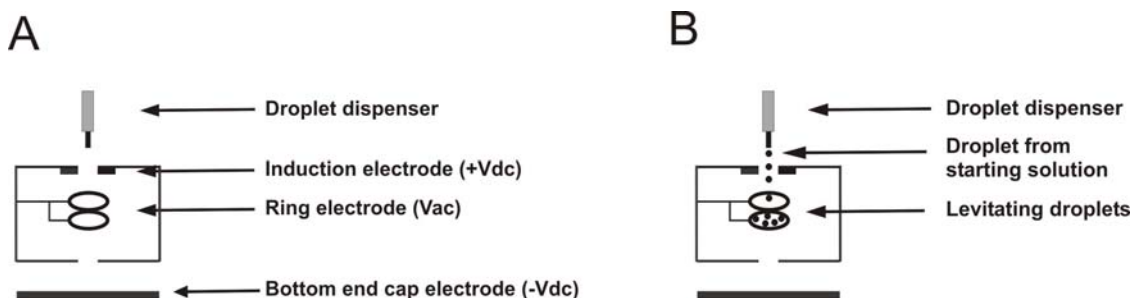 A
Droplet dispenser
Induction electrode (+Vdc)
Ring electrode (Vac)
Bottom end cap electrode (-Vdc)
B
Droplet dispenser
Droplet from
starting solution
Levitating droplets